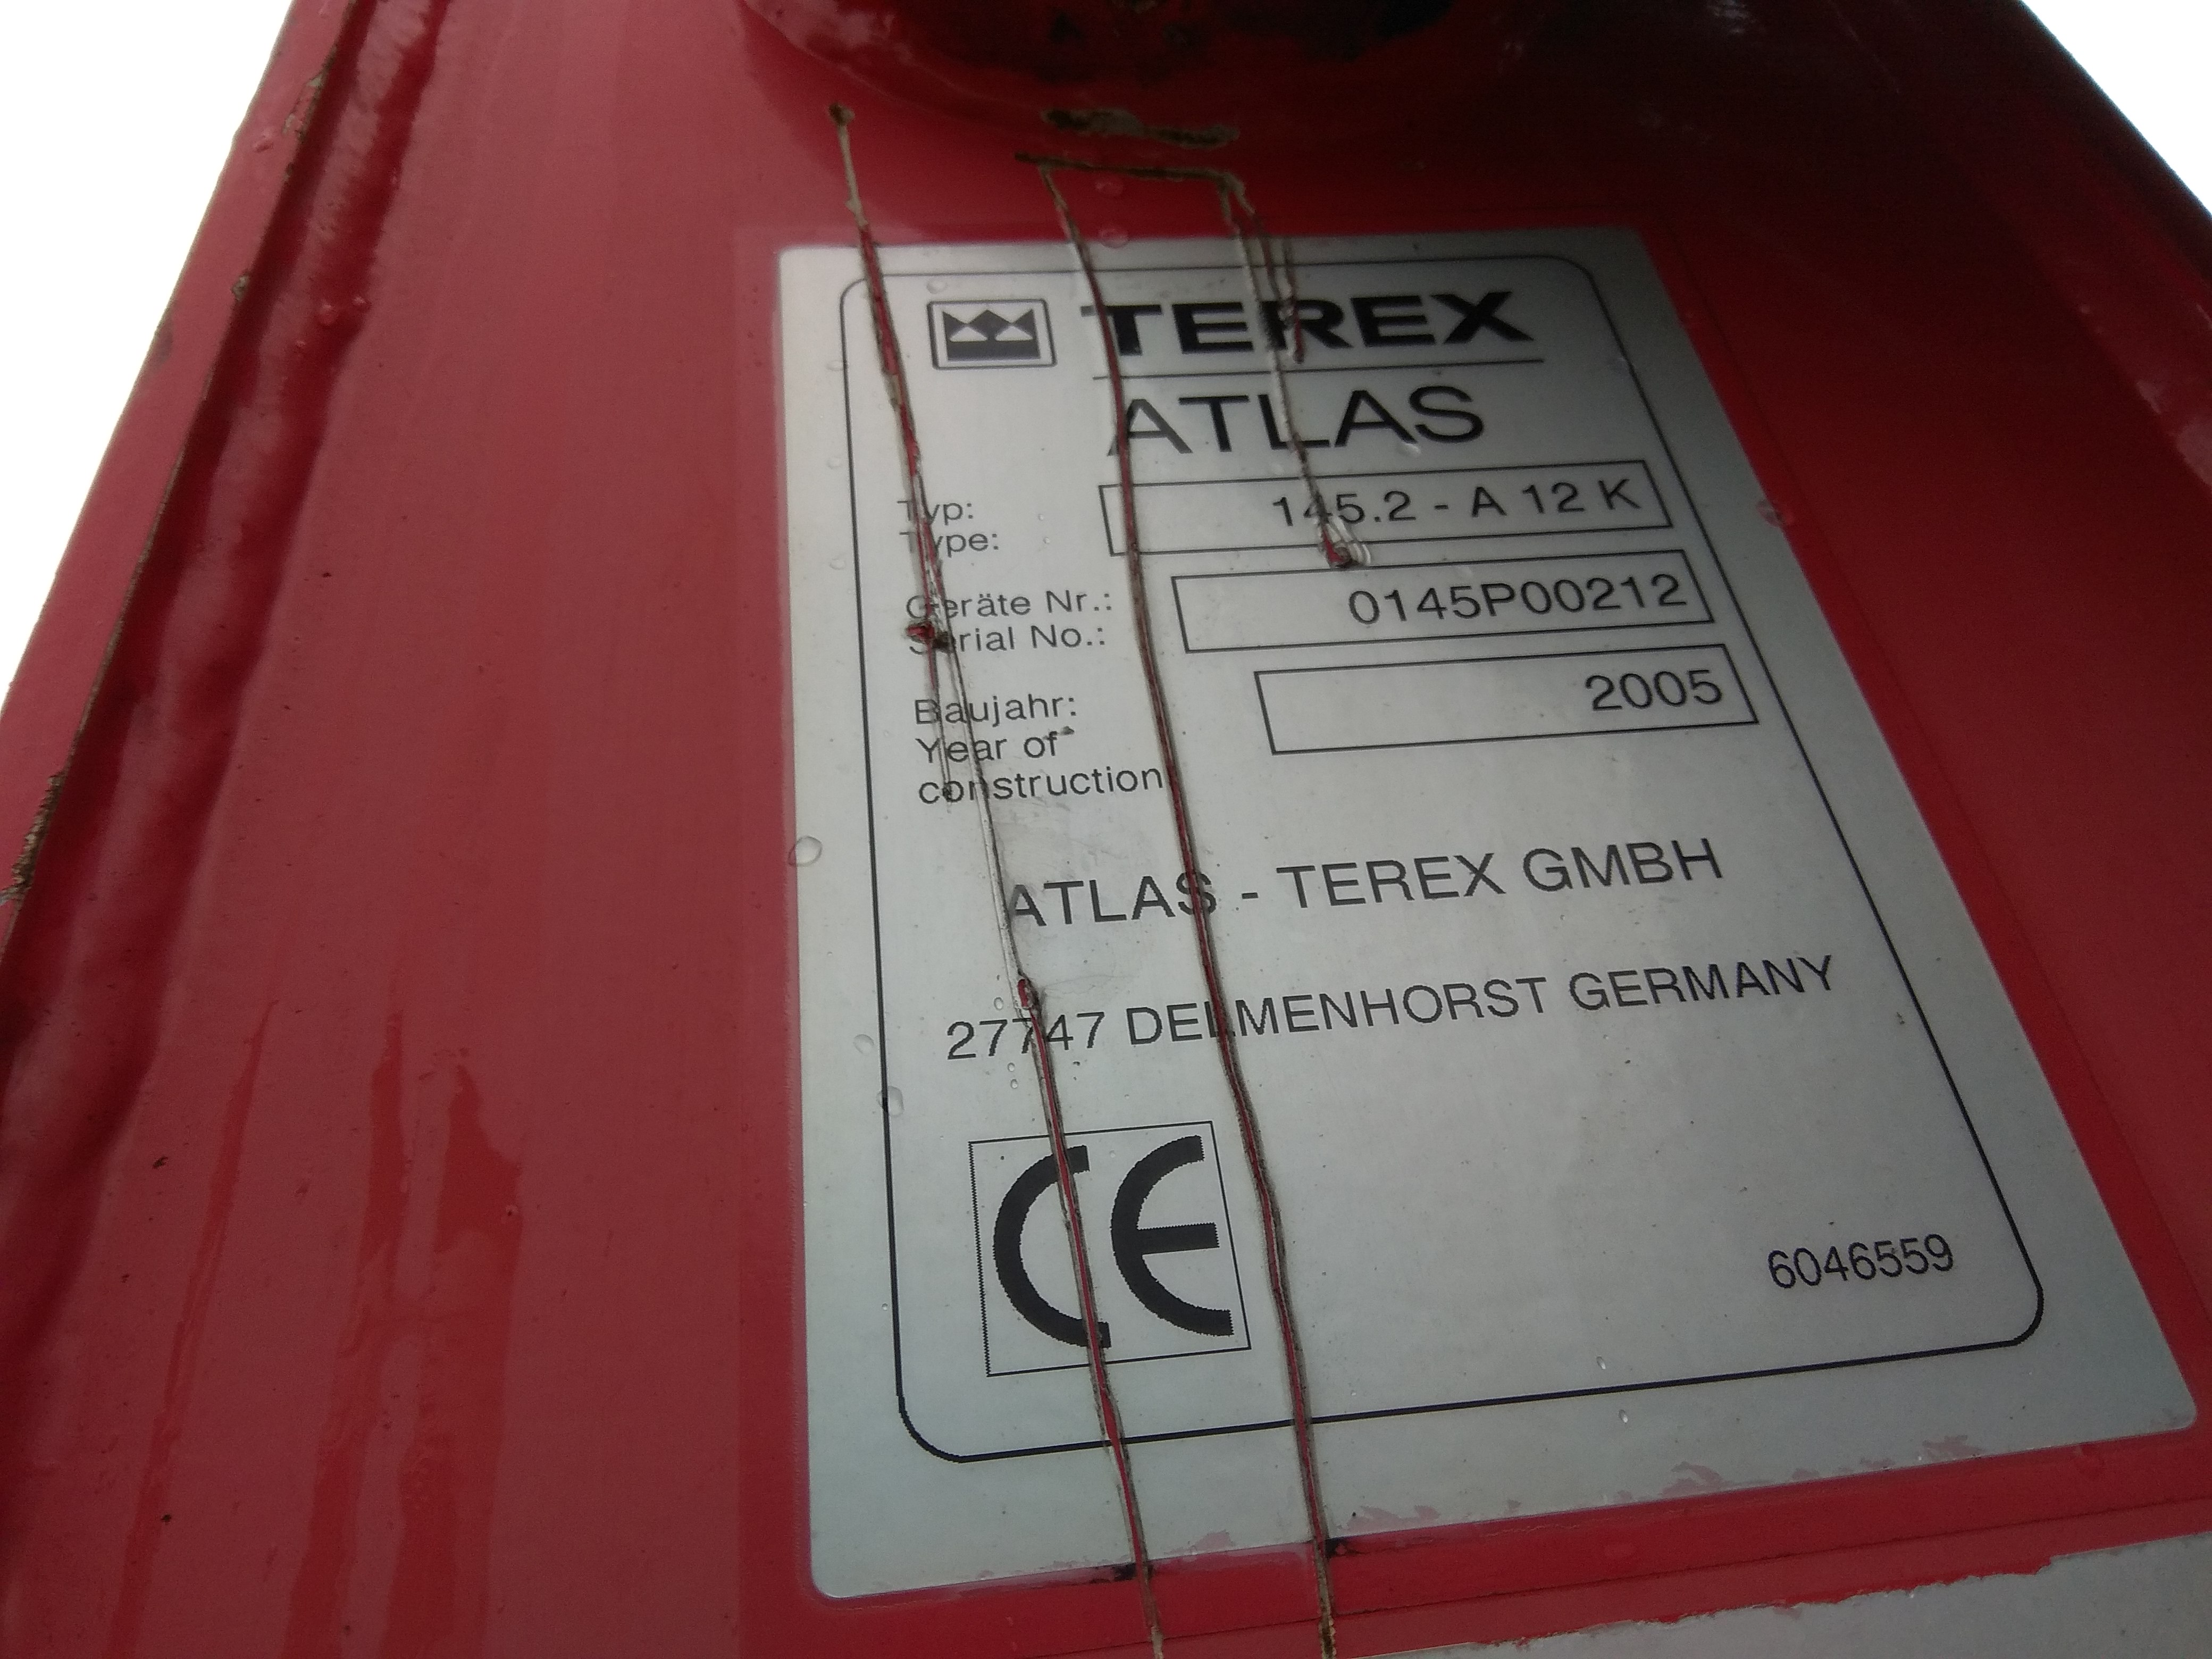 TEREX
ATLAS
Typ:
Type:
145.2 - A 12 K
Geräte Nr.:
Serial No.:
0145P00212
Baujahr:
Year of
construction
2005
ATLAS - TEREX GMBH
27747 DELMENHORST GERMANY
CE
6046559